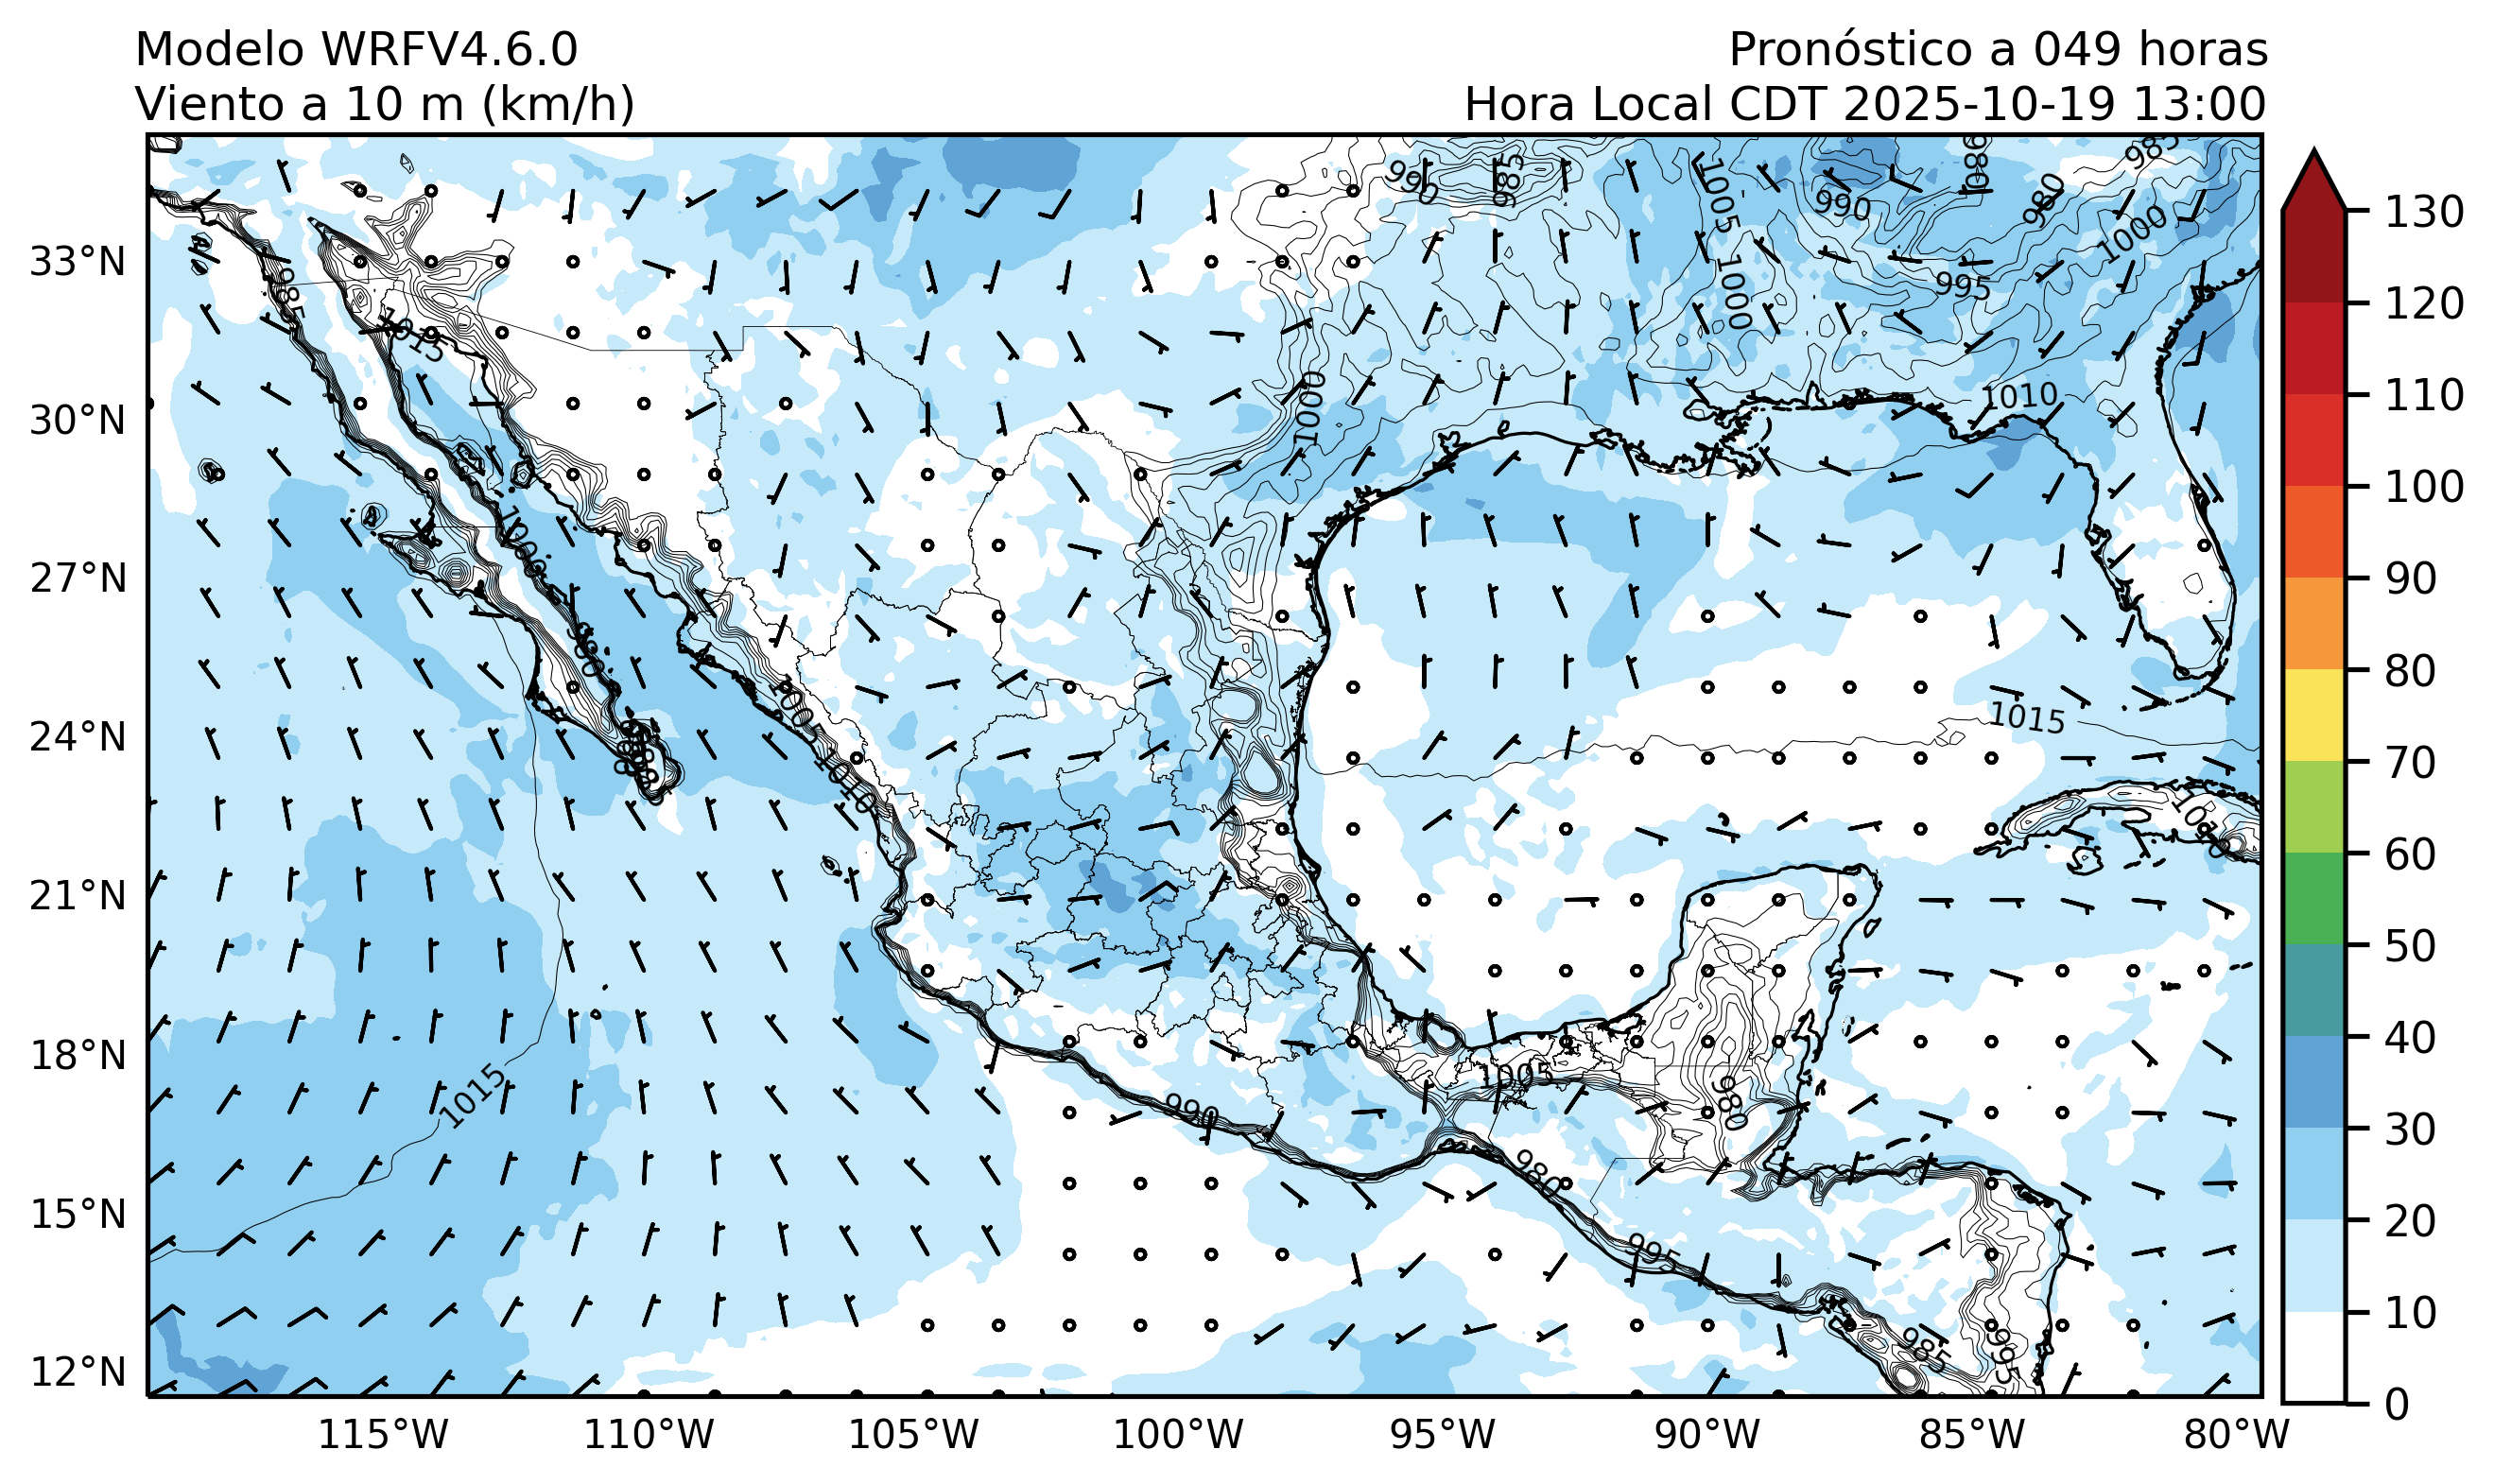 Modelo WRFV4.6.0
Pronóstico a 049 horas
Viento a 10 m (km/h)
Hora Local CDT 2025-10-19 13:00
33°N
30°N
27°N
24°N
21°N
18°N
15°N
12°N
115°W
110°W
105°W
100°W
95°W
90°W
85°W
80°W
130
120
110
100
90
80
70
60
50
40
30
20
10
0
990
985
1005
990
980
985
980
1000
995
1000
985
1015
1000
1010
1005
1015
1005
1010
1010
1015
1005
980
990
980
995
985